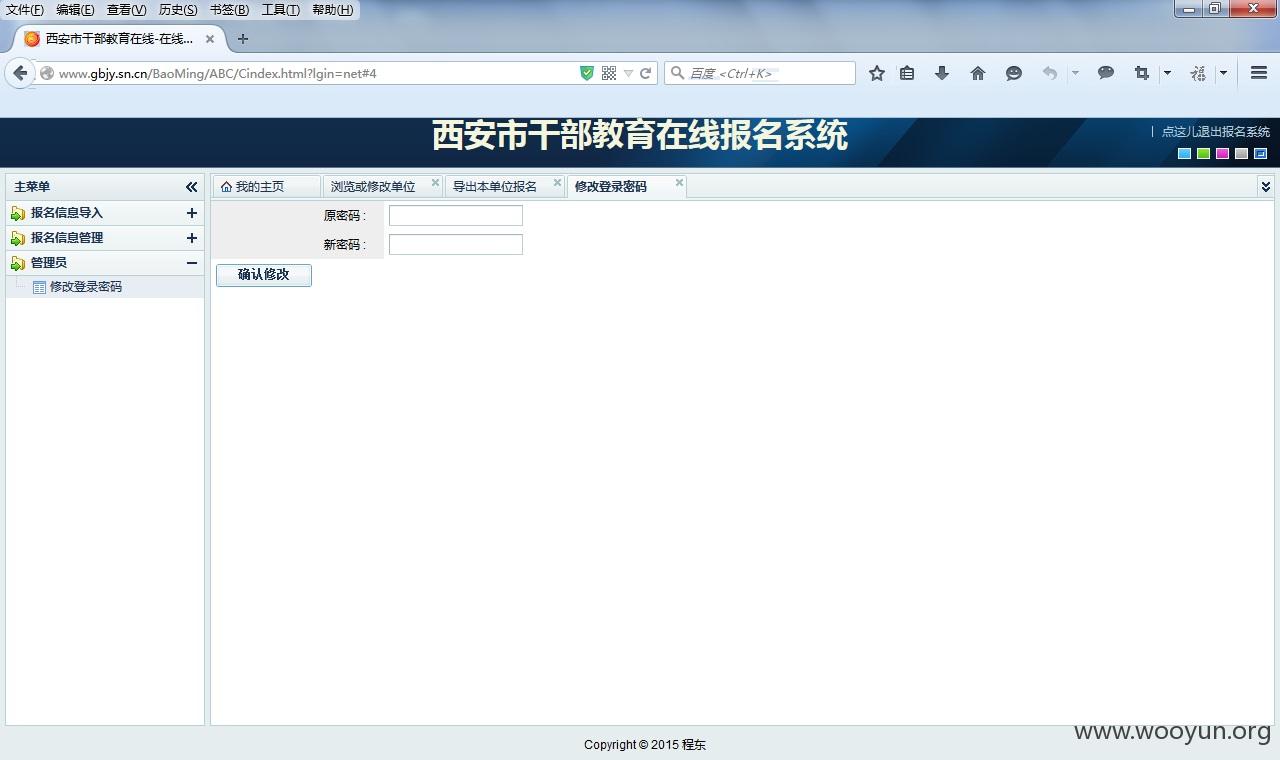 文件(F) 编辑(E) 查看(V) 历史(S) 书签(B) 工具(T) 帮助(H)
西安市干部教育在线-在线...
www.gbjy.sn.cn/BaoMing/ABC/Cindex.html?lgin=net#4
百度 <Ctrl+K>
西安市干部教育在线报名系统
| 点这儿退出报名系统
主菜单
我的主页 浏览或修改单位 导出本单位报名 修改登录密码
报名信息导入
报名信息管理
管理员
修改登录密码
原密码：
新密码：
确认修改
www.wooyun.org
Copyright © 2015 程东